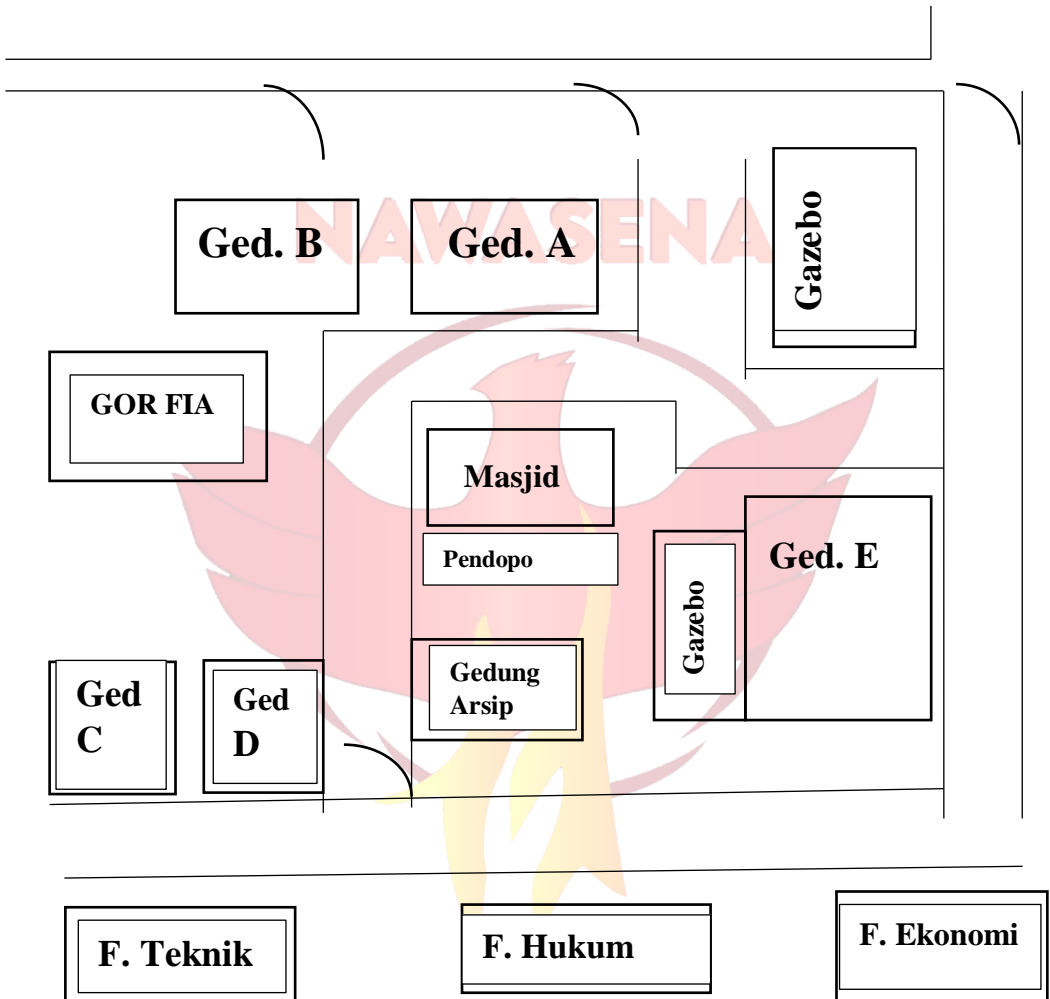 NAWASENA
Ged. B
Ged. A
Gazebo
GOR FIA
Masjid
Pendopo
Ged. E
Gazebo
Gedung
Arsip
Ged
C
Ged
D
F. Teknik
F. Hukum
F. Ekonomi